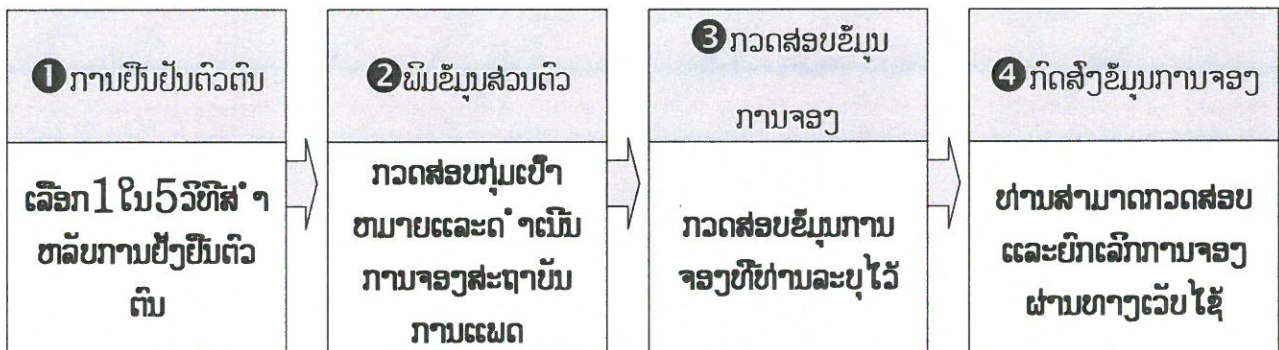 ❶ການຢືນຢັນຕົວຕົນ
ເລືອກ1ໃນ5ວິທີສຳ
ຫລັບການຢັ້ງຢືນຕົວ
ຕົນ
❷ພິມຂໍ້ມູນສ່ວນຕົວ
ກວດສ່ອບກຸ່ມເປົ້າ
ຫມາຍແລະດຳເນີນ
ການຈອງສະຖາບັນ
ການແພດ
❸ກວດສ່ອບຂໍ້ມູນ
ການຈອງ
ກວດສ່ອບຂໍ້ມູນການ
ຈອງທີ່ທ່ານລະບຸໄວ້
❹ກົດສົ່ງຂໍ້ມູນການຈອງ
ທ່ານສາມາດກວດສອບ
ແລະຍົກເລີກການຈອງ
ຜ່ານທາງເວັບໄຊ້